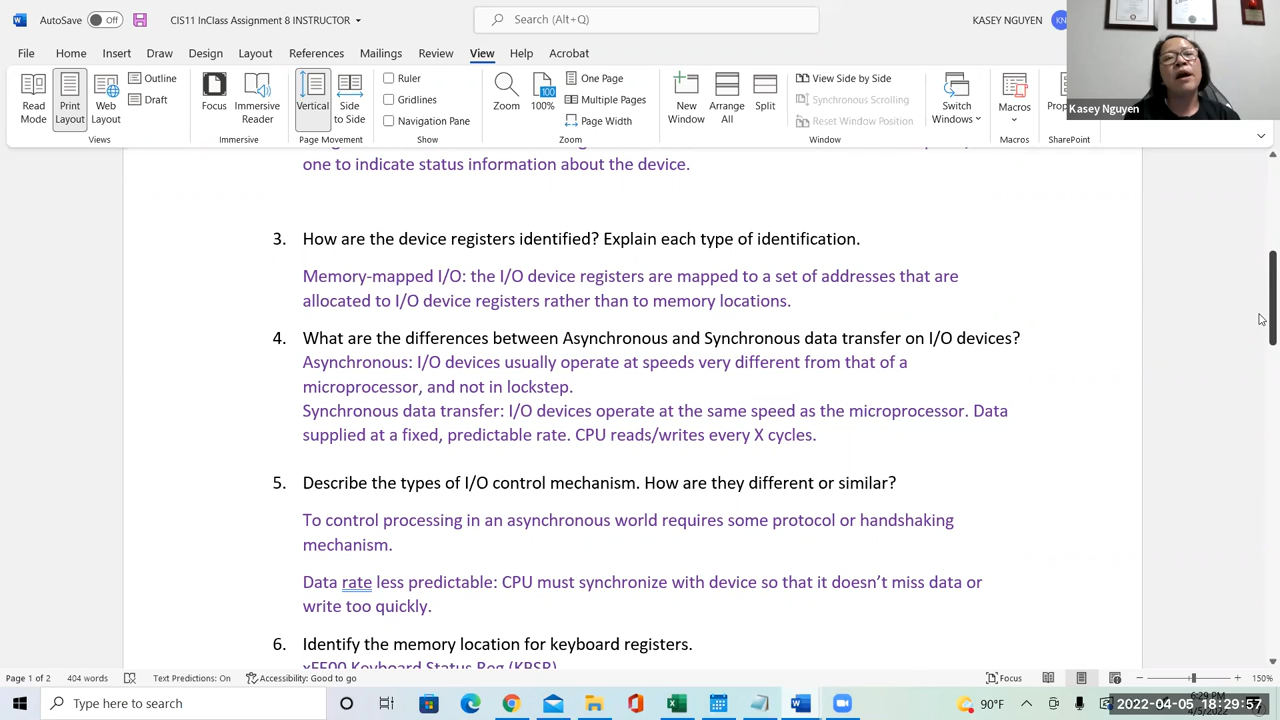 AutoSave Off
CIS11 InClass Assignment 8 INSTRUCTOR
Search (Alt+Q)
KASEY NGUYEN KN
File Home Insert Draw Design Layout References Mailings Review View Help Acrobat
Read Mode
Print Layout
Web Layout
Outline
Draft
Views
Focus
Immersive Reader
Immersive
Vertical
Side to Side
Page Movement
Ruler
Gridlines
Navigation Pane
Show
Zoom
100
100%
One Page
Multiple Pages
Page Width
Zoom
New Window
Arrange All
Split
View Side by Side
Synchronous Scrolling
Reset Window Position
Window
Switch Windows
Macros
Macros
SharePoint
Kasey Nguyen
one to indicate status information about the device.
3. How are the device registers identified? Explain each type of identification.
Memory-mapped I/O: the I/O device registers are mapped to a set of addresses that are
allocated to I/O device registers rather than to memory locations.
4. What are the differences between Asynchronous and Synchronous data transfer on I/O devices?
Asynchronous: I/O devices usually operate at speeds very different from that of a
microprocessor, and not in lockstep.
Synchronous data transfer: I/O devices operate at the same speed as the microprocessor. Data
supplied at a fixed, predictable rate. CPU reads/writes every X cycles.
5. Describe the types of I/O control mechanism. How are they different or similar?
To control processing in an asynchronous world requires some protocol or handshaking
mechanism.
Data rate less predictable: CPU must synchronize with device so that it doesn’t miss data or
write too quickly.
6. Identify the memory location for keyboard registers.
xFE00 Keyboard Status Reg (KBSR)
Page 1 of 2 404 words Text Predictions: On Accessibility: Good to go Focus 150%
Type here to search
90°F
6:29 PM
2022-04-05 18:29:57
4/5/2022